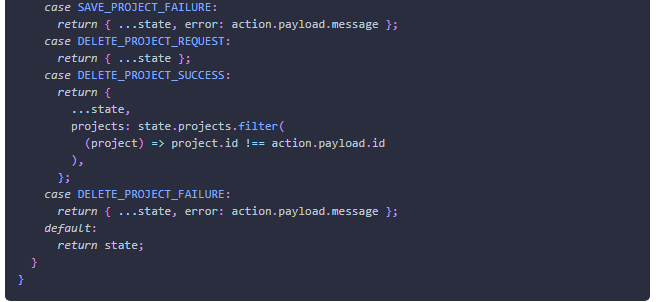 case SAVE_PROJECT_FAILURE:
return { ...state, error: action.payload.message };
case DELETE_PROJECT_REQUEST:
return { ...state };
case DELETE_PROJECT_SUCCESS:
return {
...state,
projects: state.projects.filter(
(project) => project.id !== action.payload.id
),
};
case DELETE_PROJECT_FAILURE:
return { ...state, error: action.payload.message };
default:
return state;
}
}